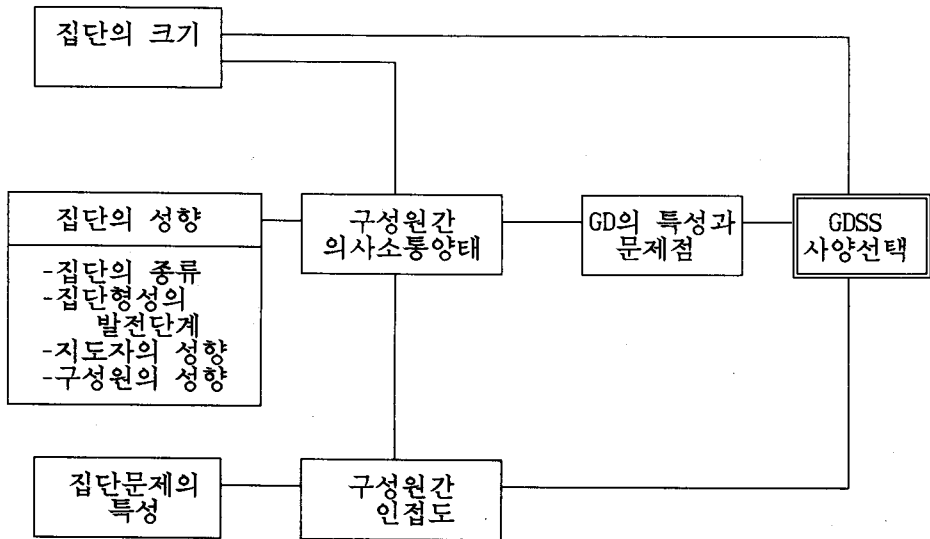 집단의 크기
집단의 성향
-집단의 종류
-집단형성의
발전단계
-지도자의 성향
-구성원의 성향
구성원간
의사소통양태
GD의 특성과
문제점
GDSS
사양선택
집단문제의
특성
구성원간
인접도